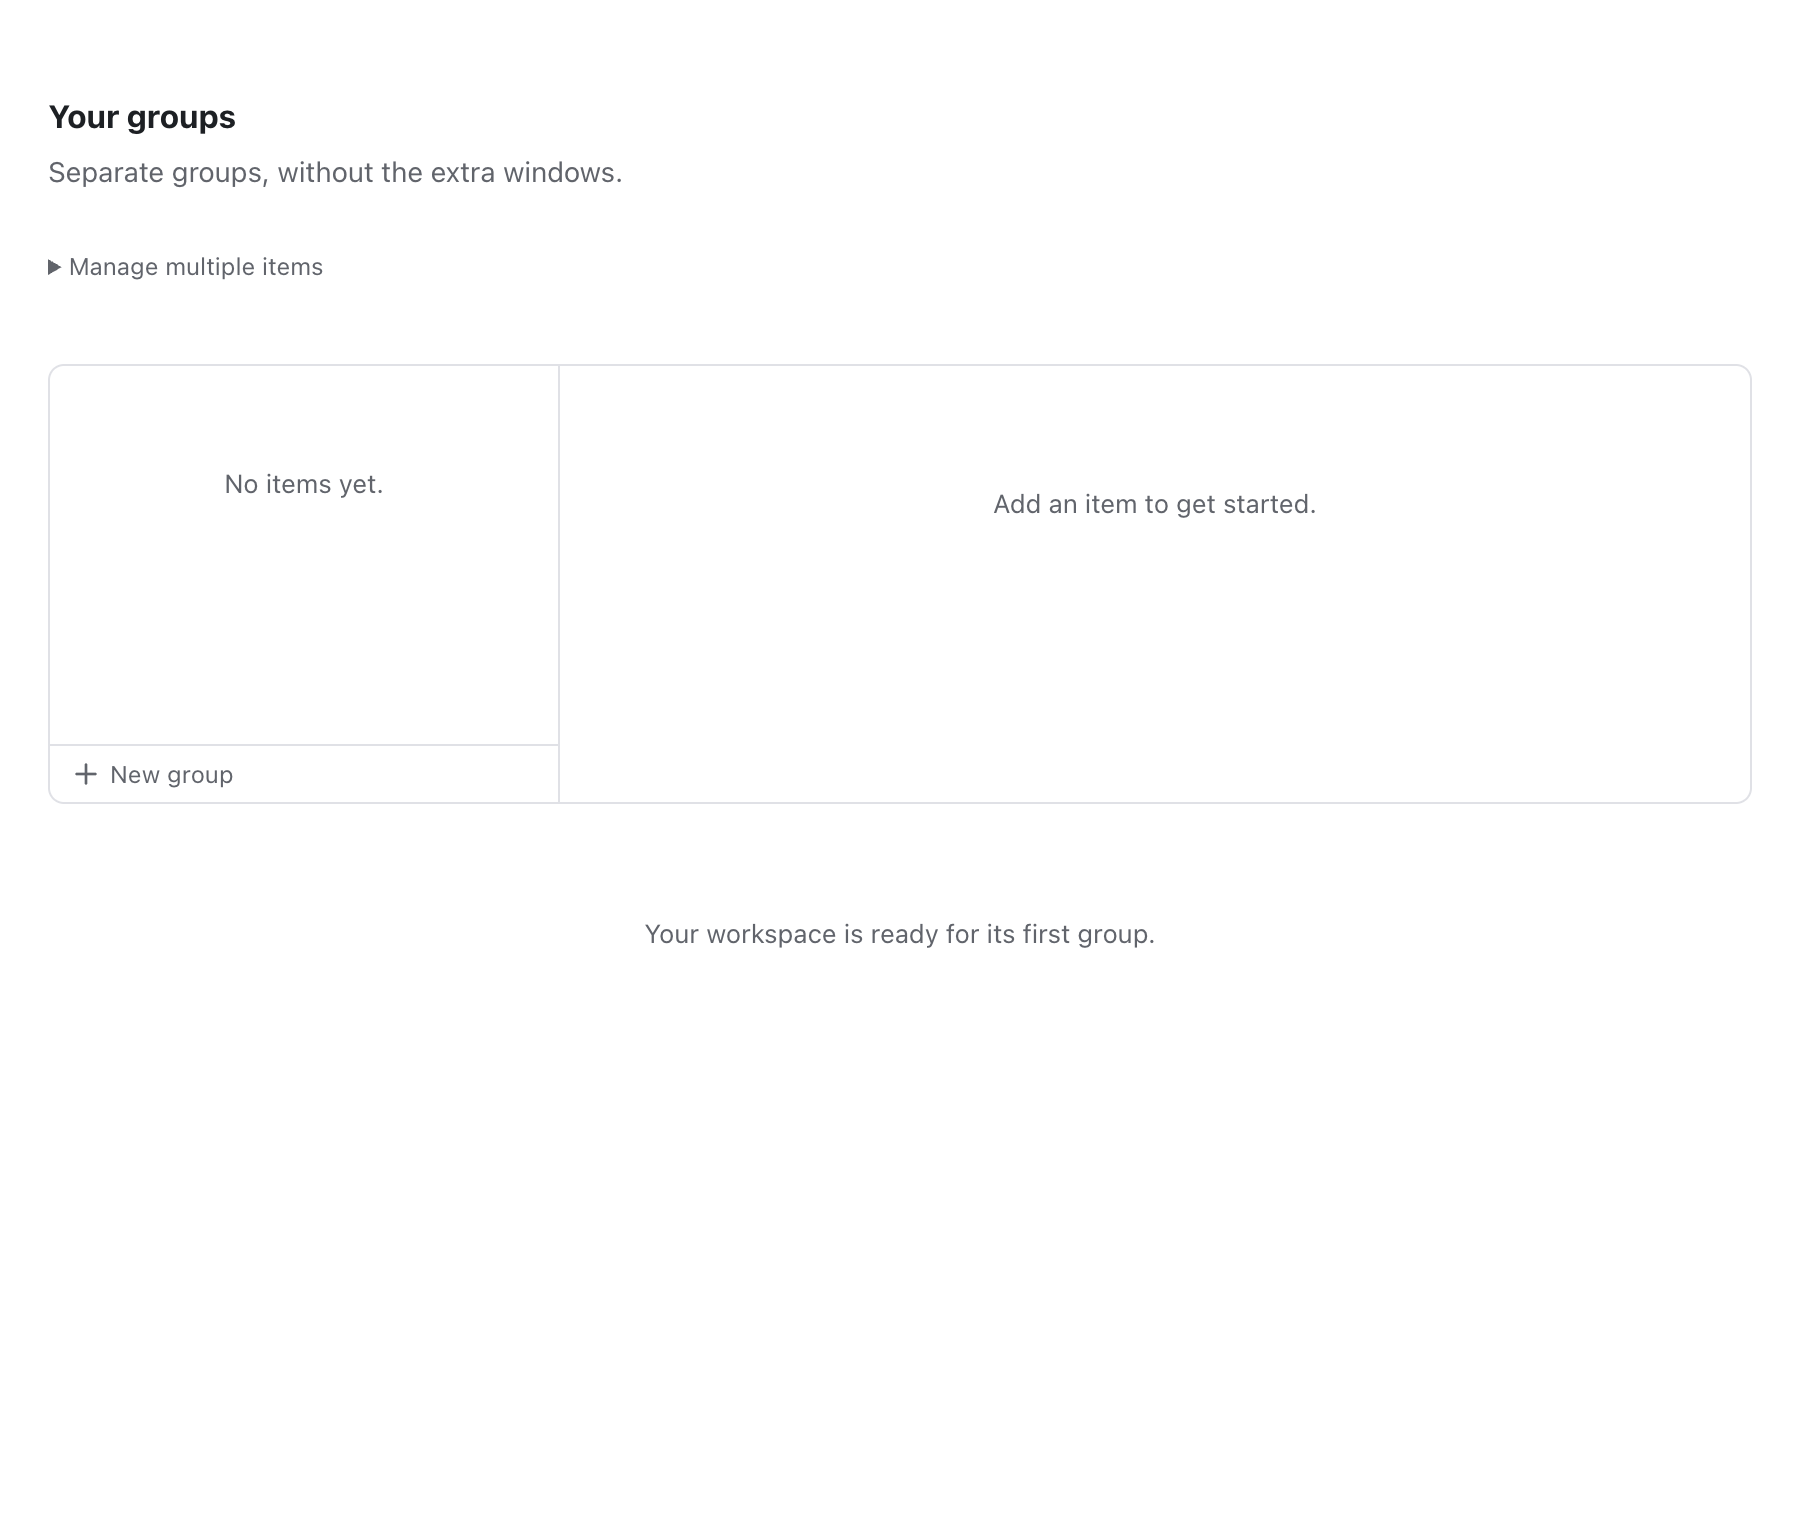 Your groups
Separate groups, without the extra windows.
Manage multiple items
No items yet.
Add an item to get started.
New group
Your workspace is ready for its first group.